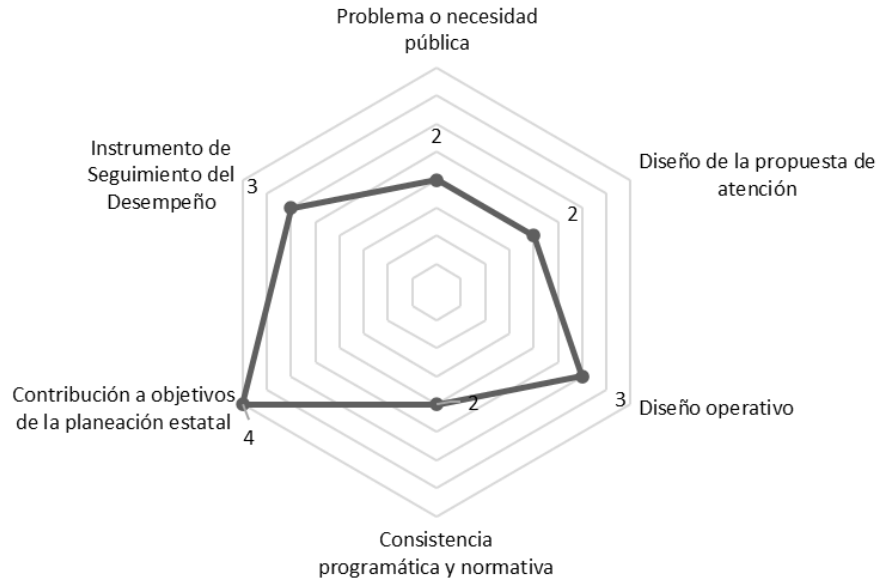 Problema o necesidad
pública
2
Instrumento de
Seguimiento del
Desempeño
3
Diseño de la propuesta de
atención
2
Contribución a objetivos
de la planeación estatal
4
2
3
Diseño operativo
Consistencia
programática y normativa